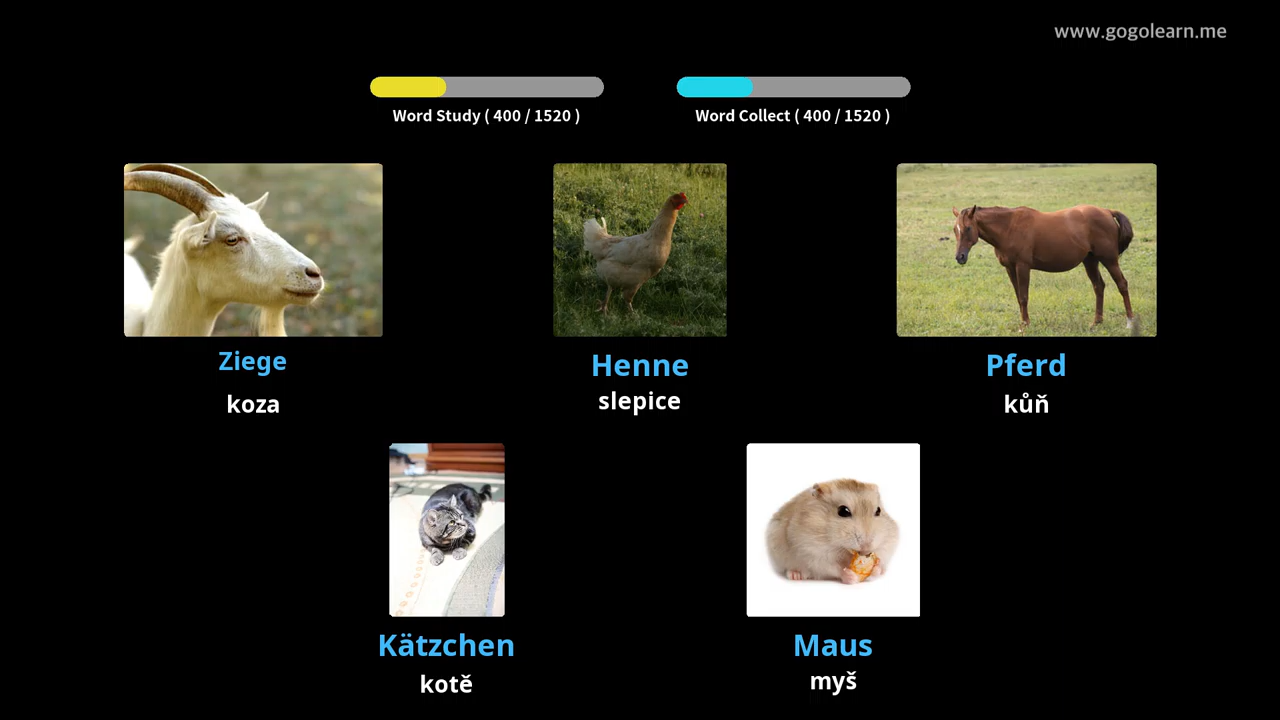 www.gogolearn.me
Word Study ( 400 / 1520 )
Word Collect ( 400 / 1520 )
Ziege
koza
Henne
slepice
Pferd
kůň
Kätzchen
kotě
Maus
myš